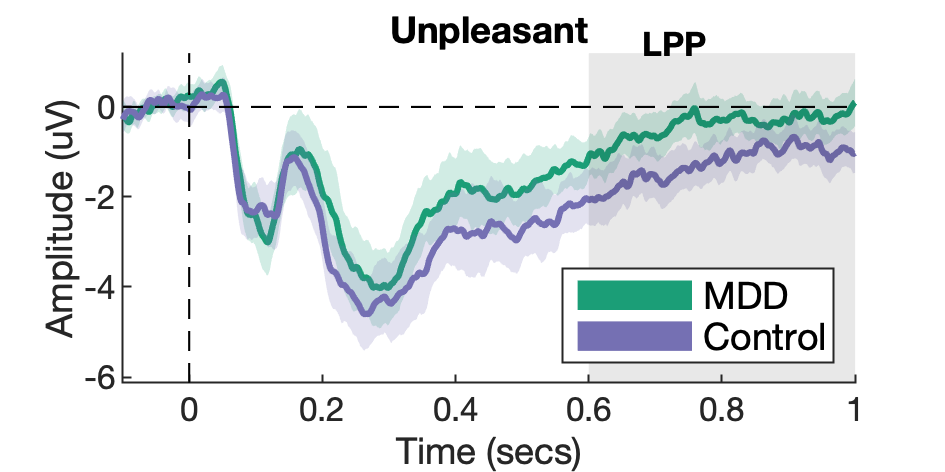 Unpleasant
LPP
Amplitude (uV)
0
-2
-4
-6
MDD
Control
0 0.2 0.4 0.6 0.8 1
Time (secs)